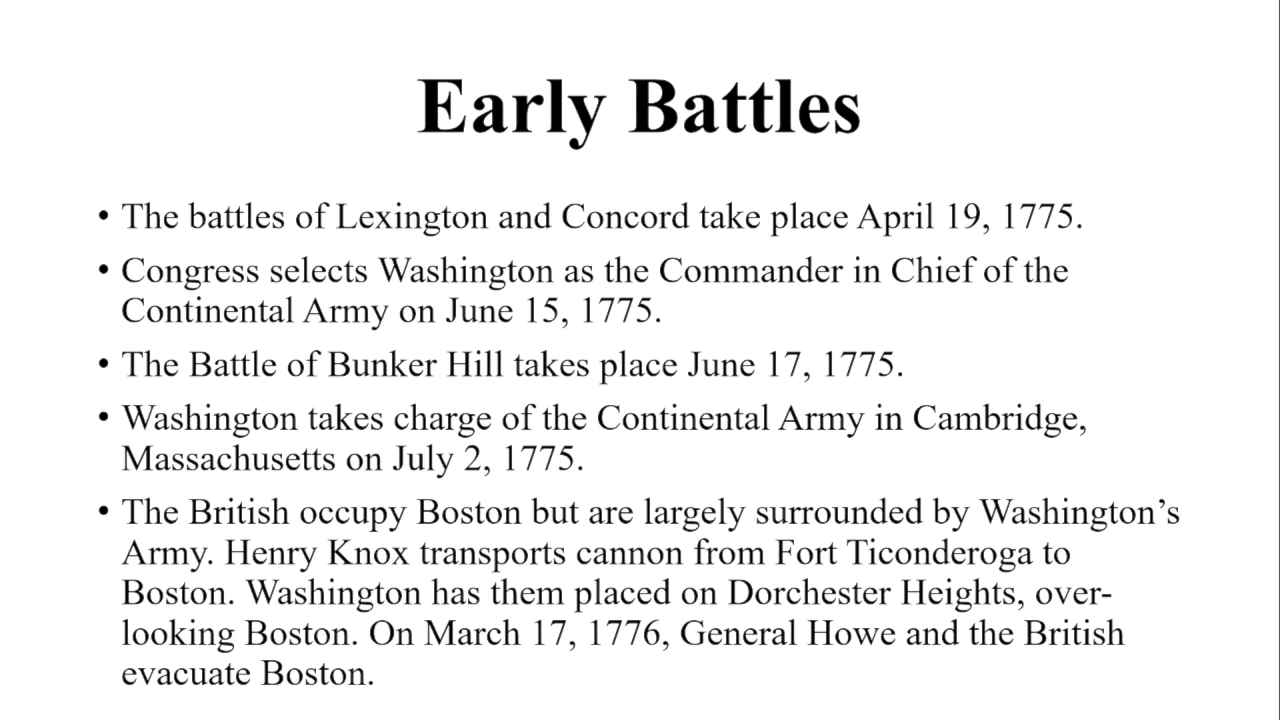 Early Battles
• The battles of Lexington and Concord take place April 19, 1775.
• Congress selects Washington as the Commander in Chief of the
Continental Army on June 15, 1775.
• The Battle of Bunker Hill takes place June 17, 1775.
• Washington takes charge of the Continental Army in Cambridge,
Massachusetts on July 2, 1775.
• The British occupy Boston but are largely surrounded by Washington’s
Army. Henry Knox transports cannon from Fort Ticonderoga to
Boston. Washington has them placed on Dorchester Heights, over-
looking Boston. On March 17, 1776, General Howe and the British
evacuate Boston.